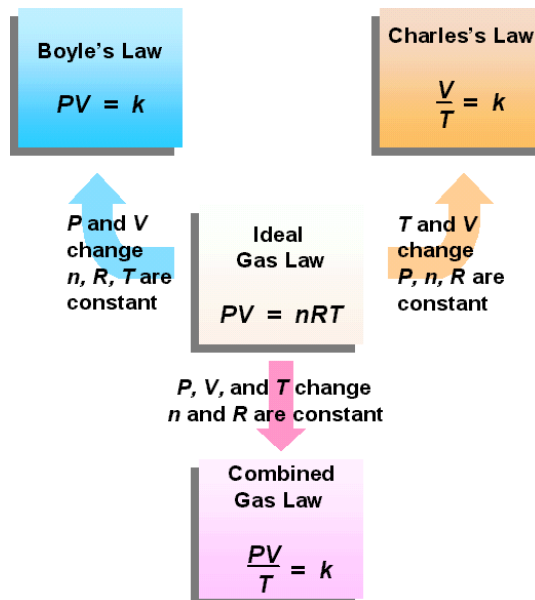 Boyle's Law
PV = k
Charles's Law
V
T = k
P and V
change
n, R, T are
constant
Ideal
Gas Law
PV = nRT
T and V
change
P, n, R are
constant
P, V, and T change
n and R are constant
Combined
Gas Law
PV
T = k